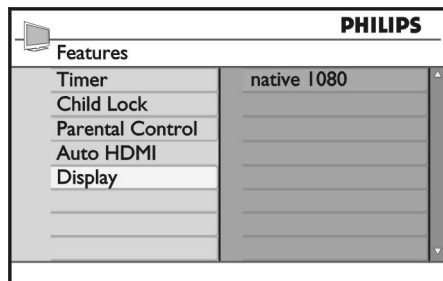 PHILIPS
Features
Timer native 1080
Child Lock
Parental Control
Auto HDMI
Display